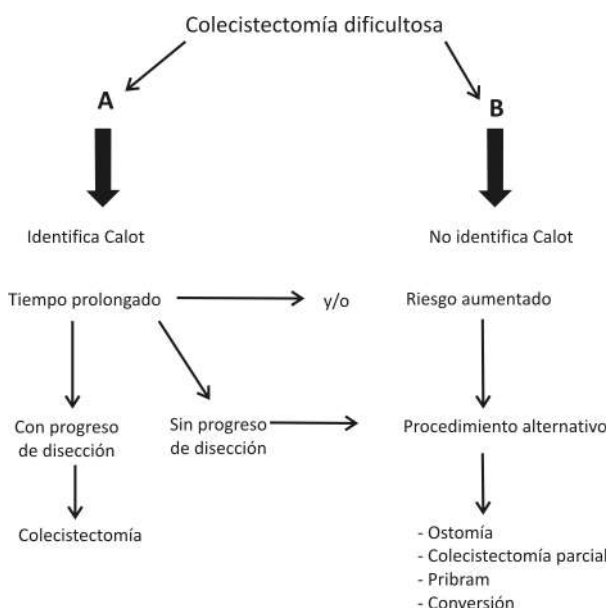 Colecistectomía dificultosa
A
B
Identifica Calot
No identifica Calot
Tiempo prolongado
y/o
Riesgo aumentado
Con progreso
de disección
Sin progreso
de disección
Procedimiento alternativo
Colecistectomía
- Ostomía
- Colecistectomía parcial
- Pribram
- Conversión